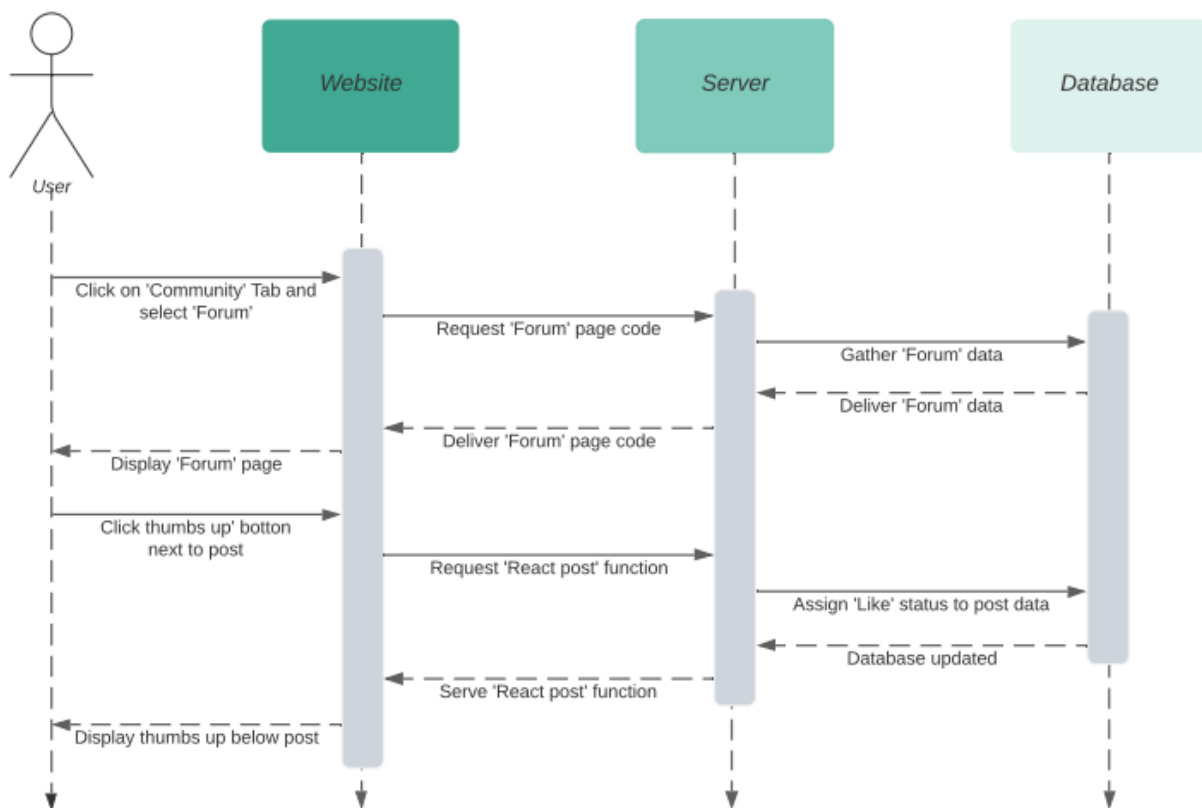 Website
Server
Database
User
Click on 'Community' Tab and
select 'Forum'
Request 'Forum' page code
Gather 'Forum' data
Deliver 'Forum' data
Deliver 'Forum' page code
Display 'Forum' page
Click thumbs up' botton
next to post
Request 'React post' function
Assign 'Like' status to post data
Database updated
Serve 'React post' function
Display thumbs up below post